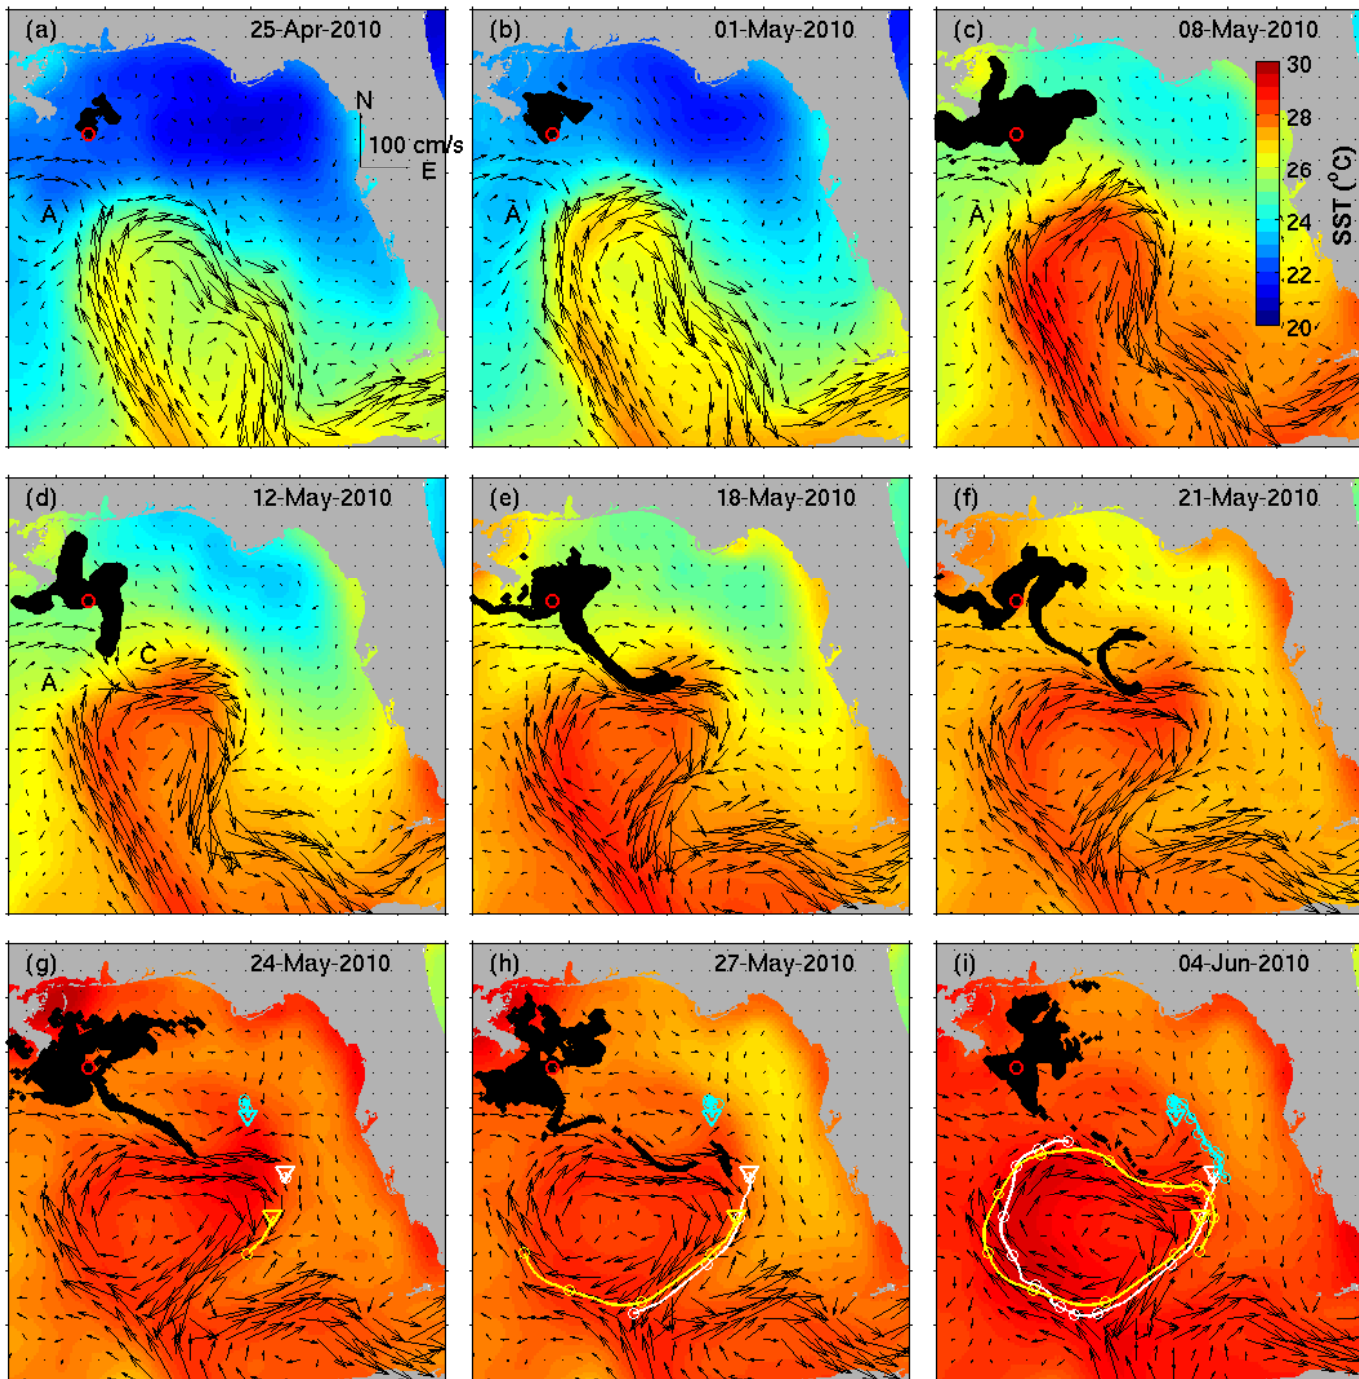 (a) 25-Apr-2010
N
100 cm/s
E
A
(b) 01-May-2010
A
(c) 08-May-2010
30
28
26
24
22
20
SST (°C)
A
(d) 12-May-2010
C
A
(e) 18-May-2010
(f) 21-May-2010
(g) 24-May-2010
(h) 27-May-2010
(i) 04-Jun-2010